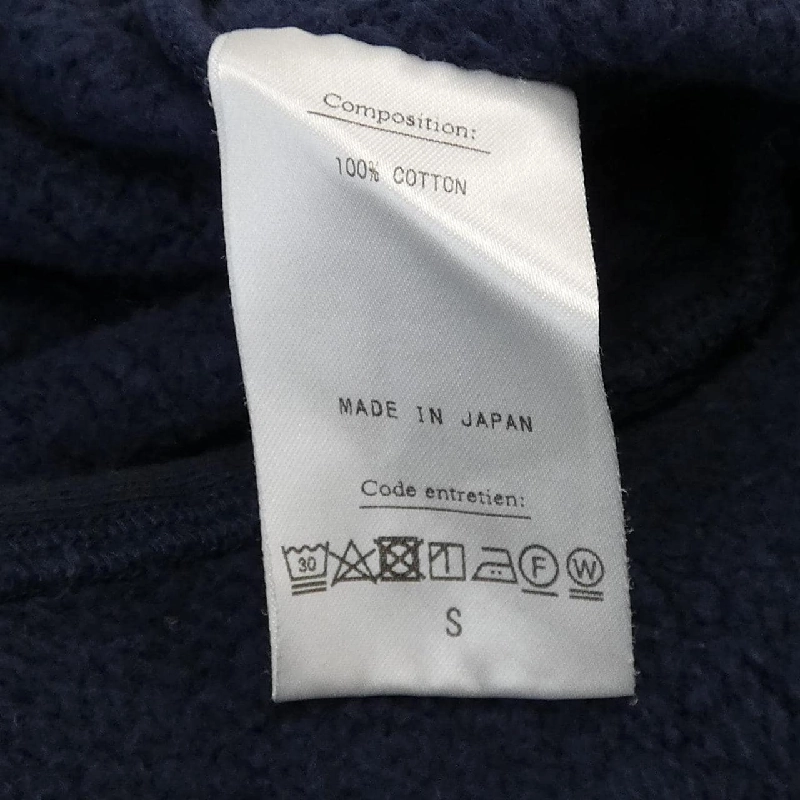 Composition:
100% COTTON
MADE IN JAPAN
Code entretien:
30 F W
S